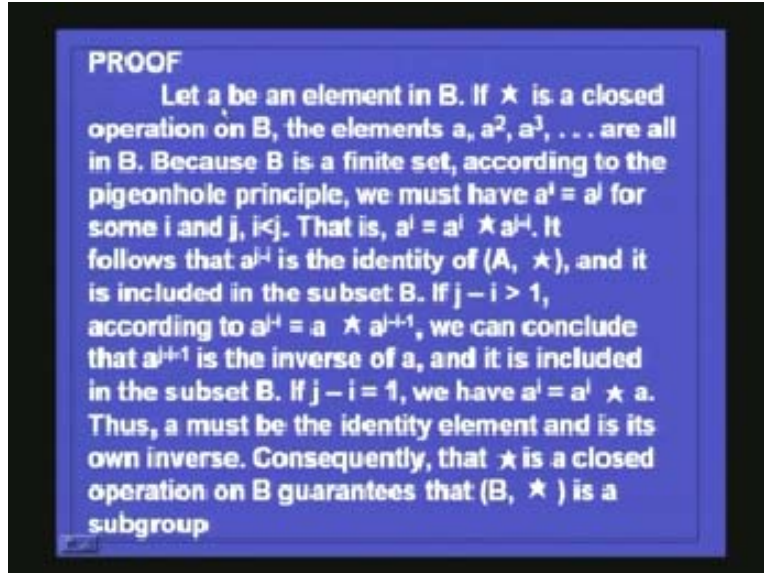 PROOF
Let a be an element in B. If ★ is a closed
operation on B, the elements a, a², a³, . . . are all
in B. Because B is a finite set, according to the
pigeonhole principle, we must have aⁱ = aʲ for
some i and j, i<j. That is, aⁱ = aⁱ ★ aʲ⁻ⁱ. It
follows that aʲ⁻ⁱ is the identity of (A, ★), and it
is included in the subset B. If j – i > 1,
according to aʲ⁻ⁱ = a ★ aʲ⁻ⁱ⁻¹, we can conclude
that aʲ⁻ⁱ⁻¹ is the inverse of a, and it is included
in the subset B. If j – i = 1, we have aⁱ = aⁱ ★ a.
Thus, a must be the identity element and is its
own inverse. Consequently, that ★ is a closed
operation on B guarantees that (B, ★ ) is a
subgroup